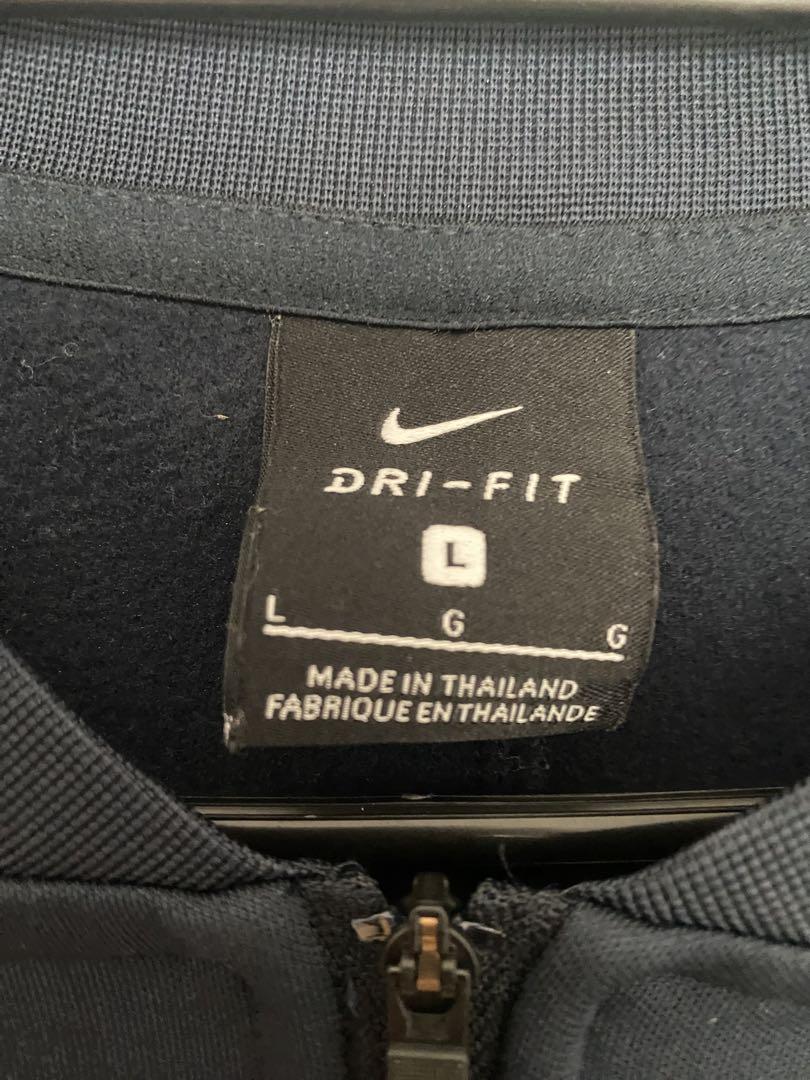 DRI-FIT
L
L G G
MADE IN THAILAND
FABRIQUE EN THAILANDE